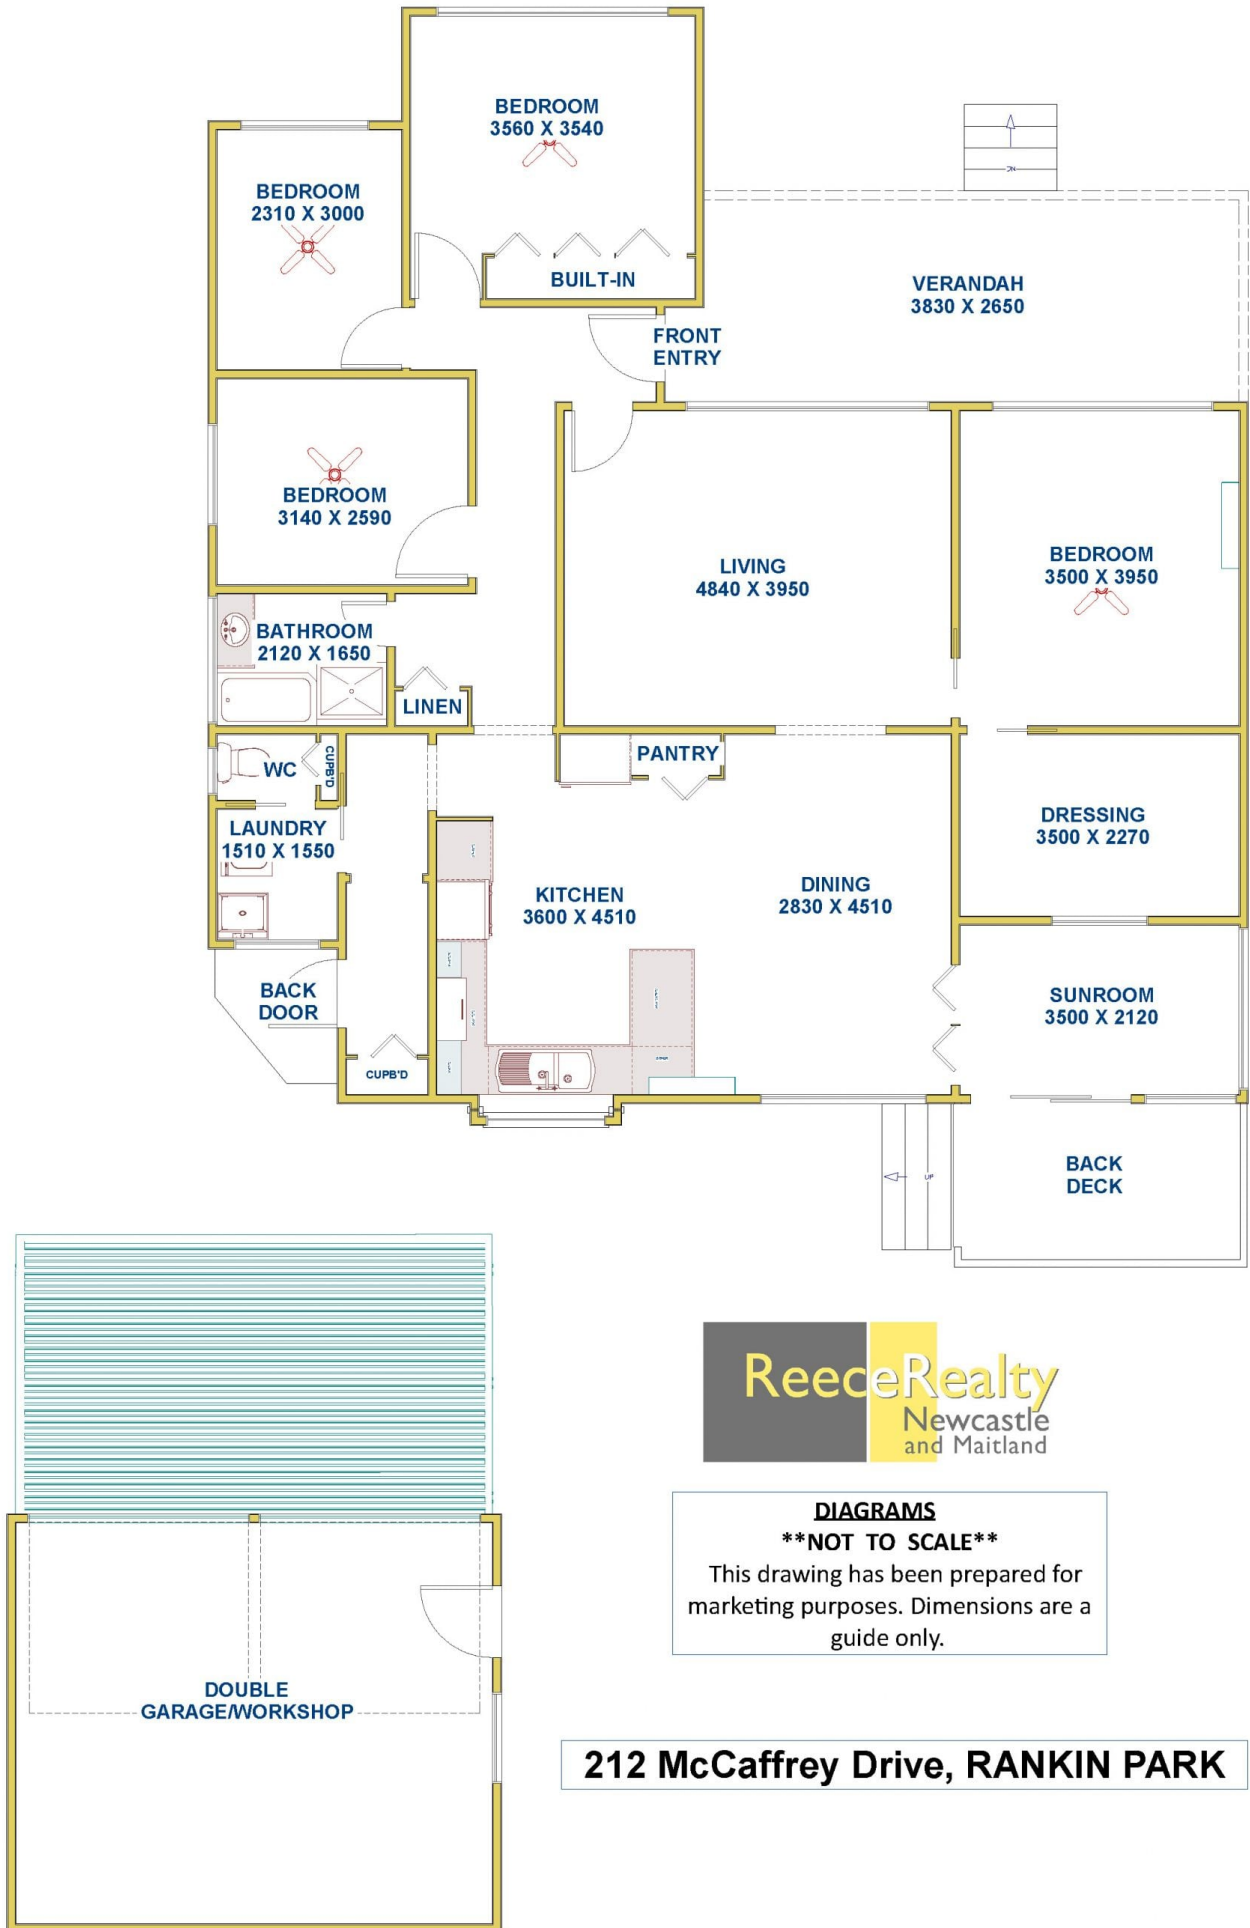 BEDROOM
3560 X 3540
BEDROOM
2310 X 3000
BUILT-IN
DN
VERANDAH
3830 X 2650
FRONT
ENTRY
BEDROOM
3140 X 2590
LIVING
4840 X 3950
BEDROOM
3500 X 3950
BATHROOM
2120 X 1650
LINEN
WC
CUPB'D
PANTRY
LAUNDRY
1510 X 1550
KITCHEN
3600 X 4510
DINING
2830 X 4510
DRESSING
3500 X 2270
BACK
DOOR
SUNROOM
3500 X 2120
CUPB'D
BACK
DECK
UP
ReeceRealty
Newcastle
and Maitland
DIAGRAMS
**NOT TO SCALE**
This drawing has been prepared for
marketing purposes. Dimensions are a
guide only.
DOUBLE
GARAGE/WORKSHOP
212 McCaffrey Drive, RANKIN PARK